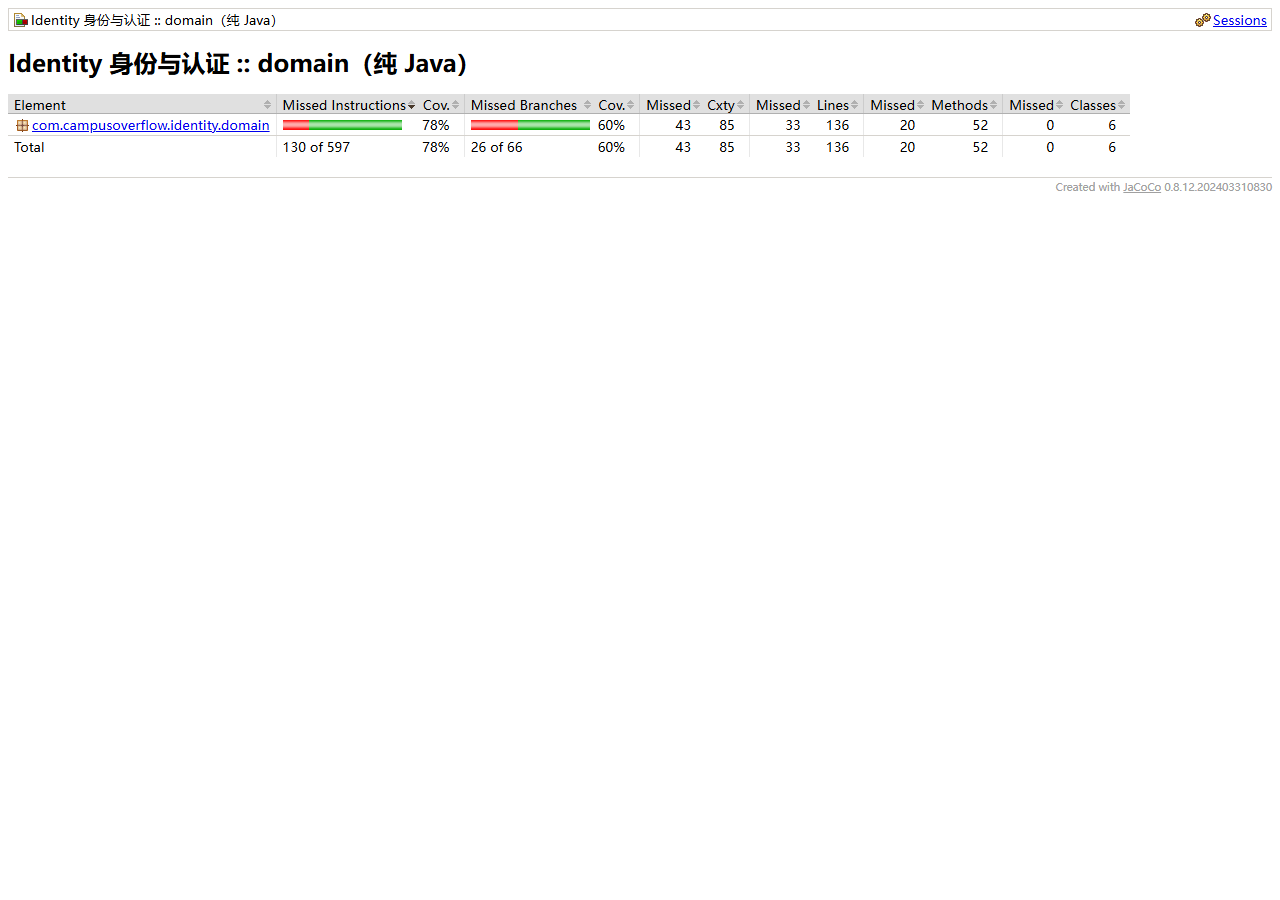 Identity 身份与认证 :: domain（纯 Java） Sessions
Identity 身份与认证 :: domain（纯 Java）
Element Missed Instructions Cov. Missed Branches Cov. Missed Cxty Missed Lines Missed Methods Missed Classes
com.campusoverflow.identity.domain 78% 60% 43 85 33 136 20 52 0 6
Total 130 of 597 78% 26 of 66 60% 43 85 33 136 20 52 0 6
Created with JaCoCo 0.8.12.202403310830